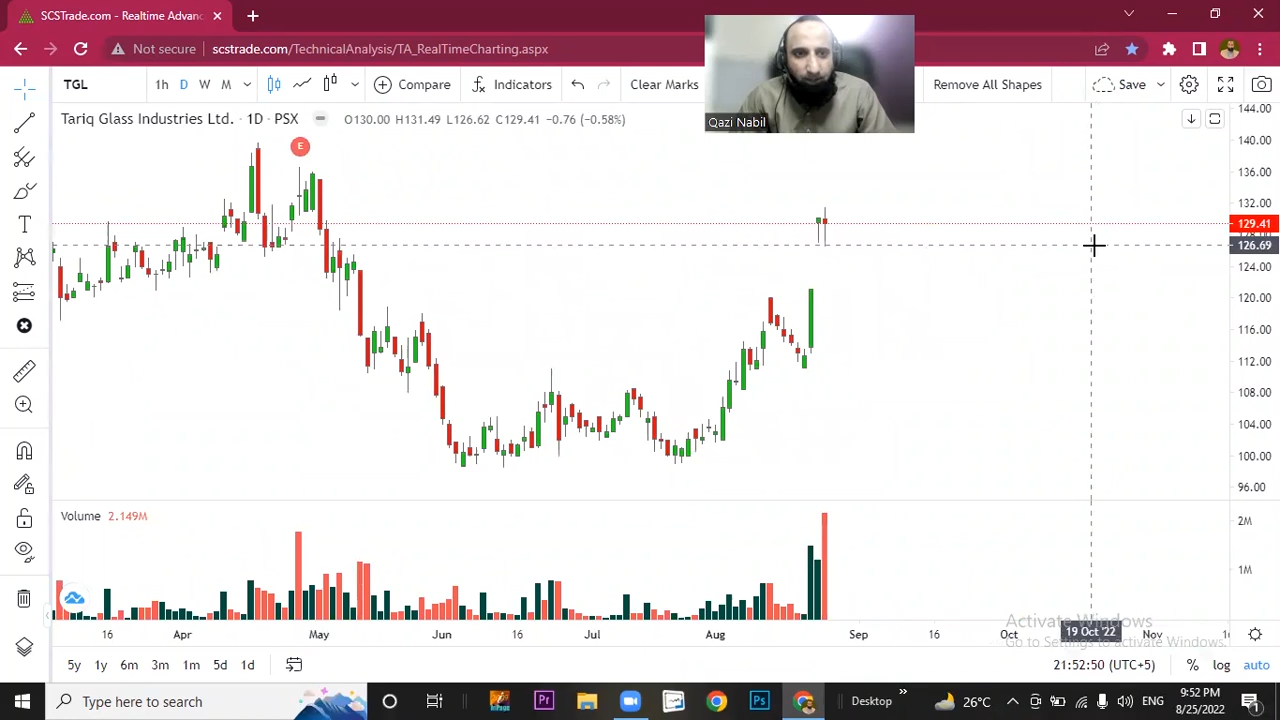 SCSTrade.com - Realtime Advanc
Not secure scstrade.com/TechnicalAnalysis/TA_RealTimeCharting.aspx
TGL 1h D W M Compare Indicators Clear Marks Remove All Shapes Save
Qazi Nabil
Tariq Glass Industries Ltd. · 1D · PSX O130.00 H131.49 L126.62 C129.41 −0.76 (−0.58%)
E
144.00
140.00
136.00
132.00
129.41
128.00
126.69
124.00
120.00
116.00
112.00
108.00
104.00
100.00
96.00
Volume 2.149M
2M
1M
Activate Windows
Go to Settings to activate Windows.
16 Apr May Jun 16 Jul Aug Sep 16 Oct 19 Oct '22 Nov
5y 1y 6m 3m 1m 5d 1d 21:52:50 (UTC+5) % log auto
Type here to search Desktop 26°C ENG 9:52 PM
8/25/2022